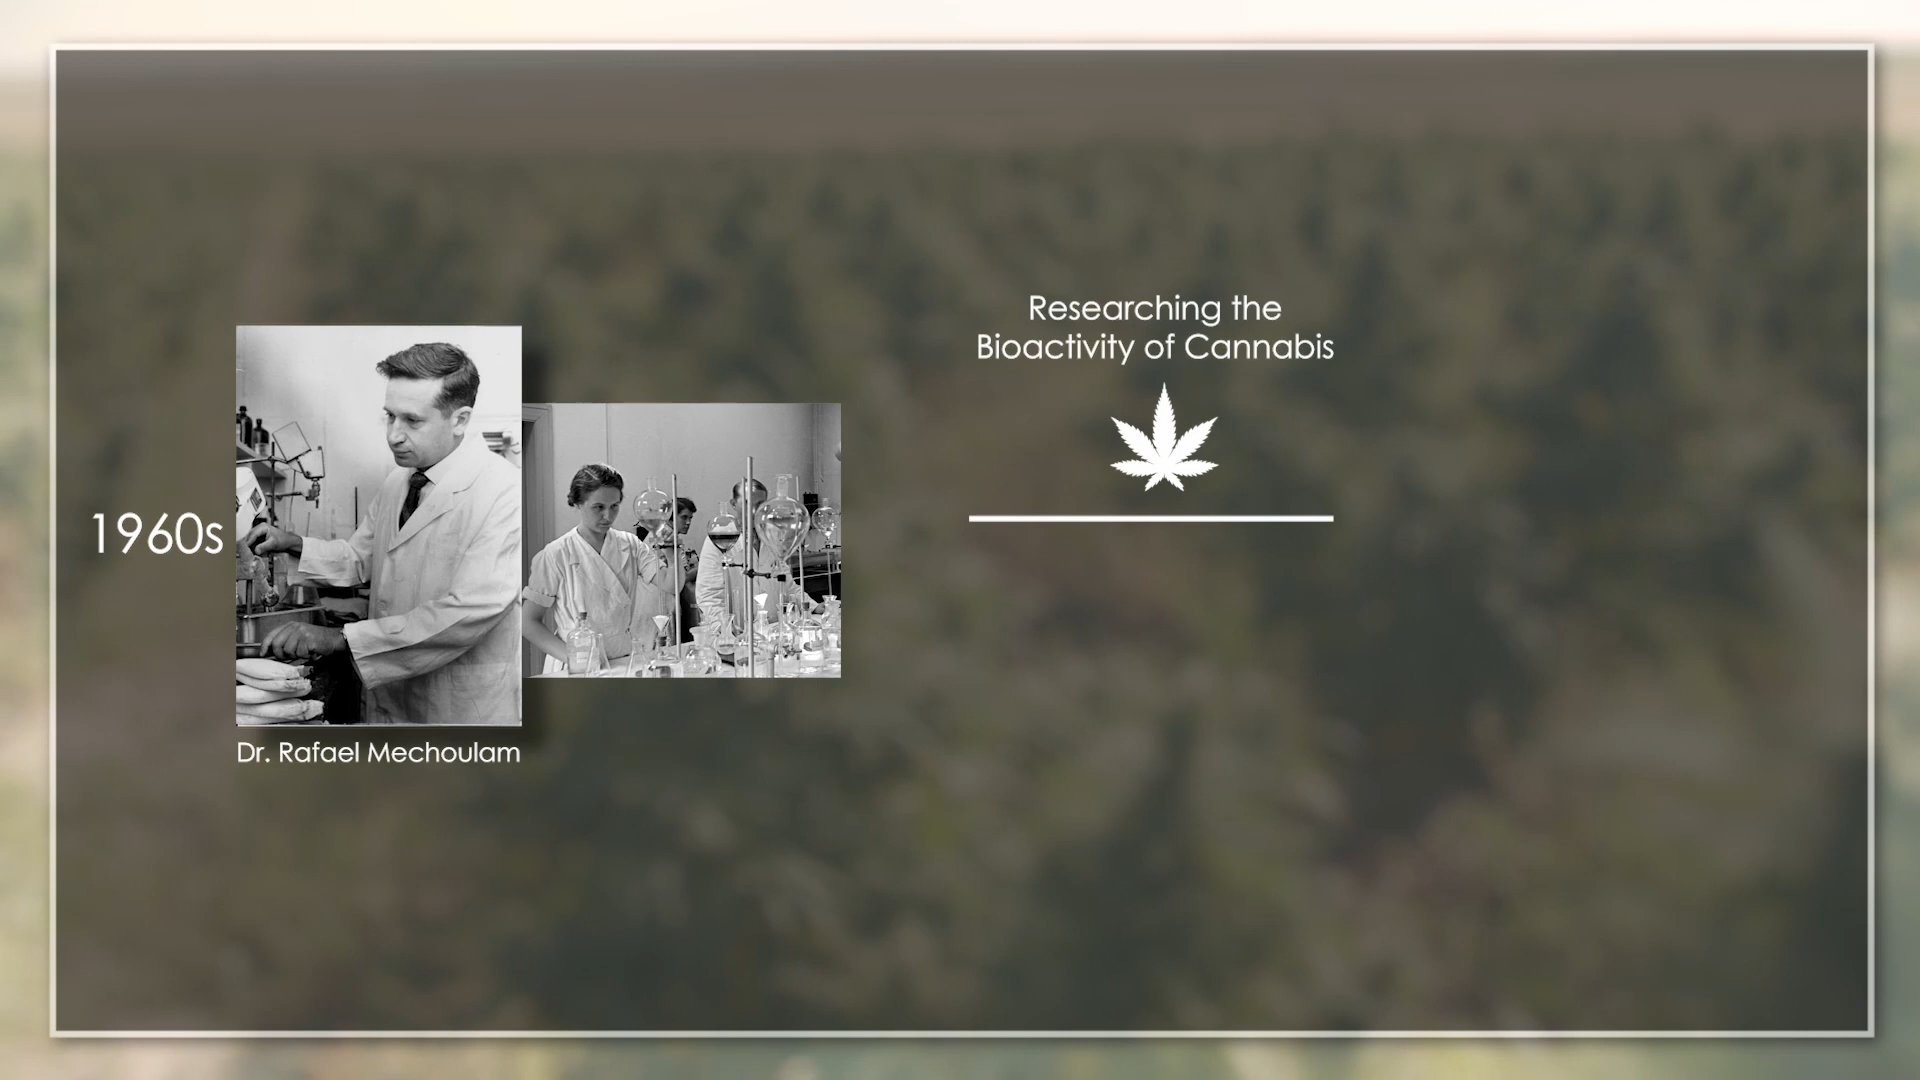 1960s
Dr. Rafael Mechoulam
Researching the
Bioactivity of Cannabis